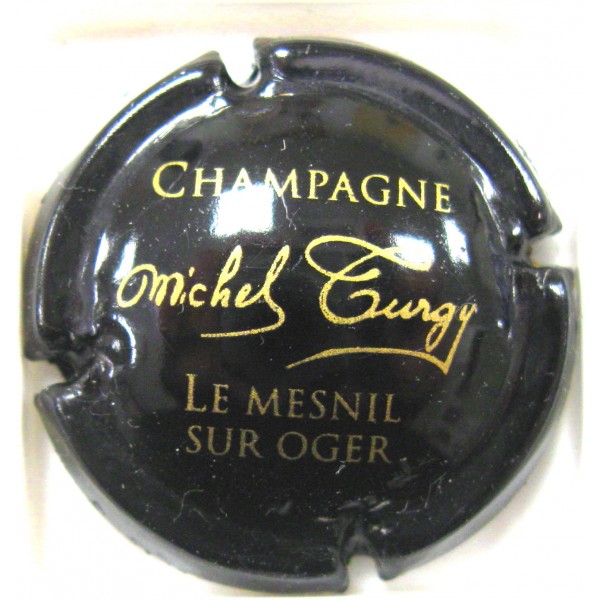 CHAMPAGNE
Michel Turgy
LE MESNIL
SUR OGER